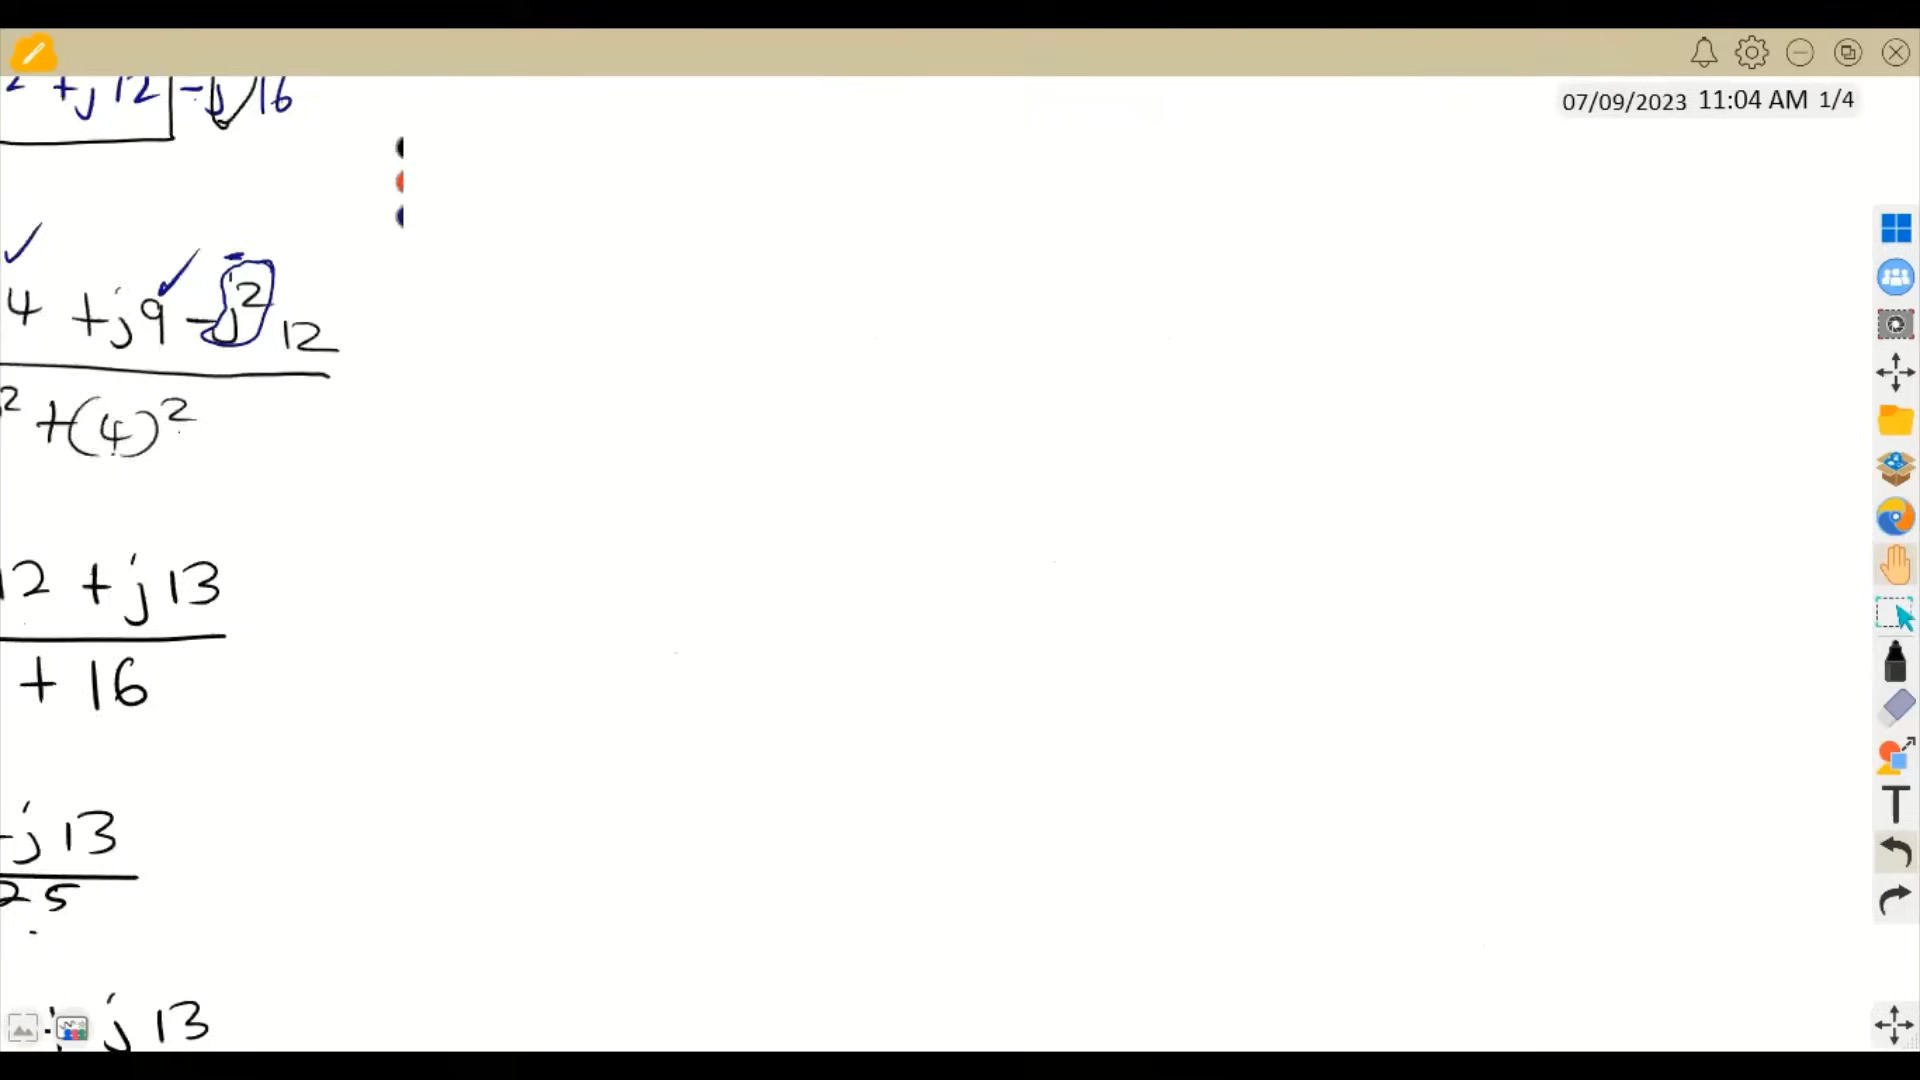 2 +j12 -j16
07/09/2023 11:04 AM 1/4
4 +j9 -j² 12
² +(4)²
12 +j13
+ 16
-j13
25
j13
T